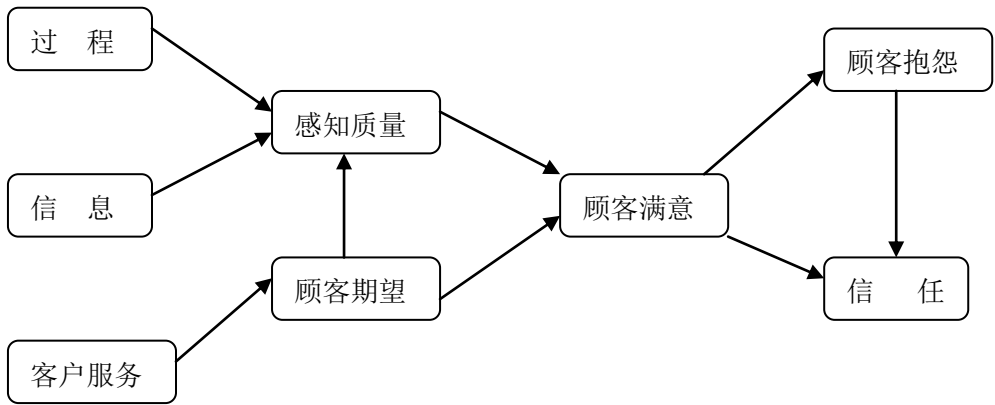 过 程
顾客抱怨
感知质量
信 息
顾客满意
顾客期望
信 任
客户服务